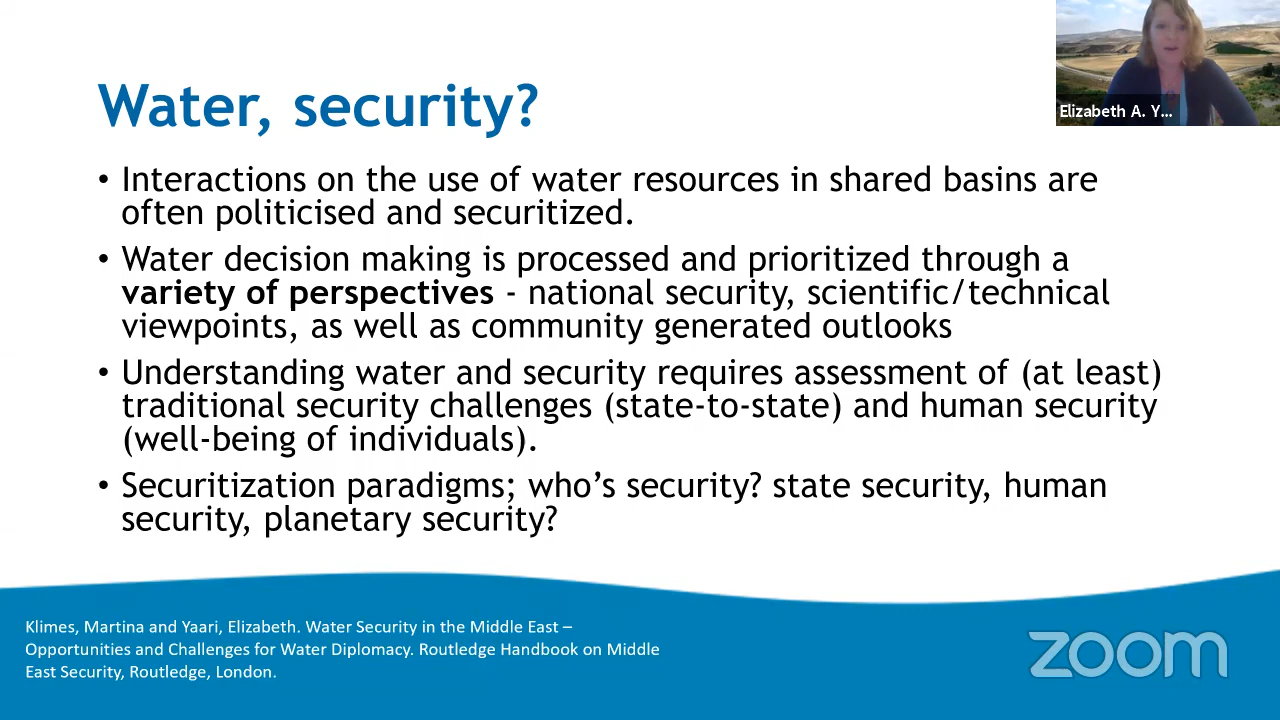 Water, security?
Elizabeth A. Y...
• Interactions on the use of water resources in shared basins are
often politicised and securitized.
• Water decision making is processed and prioritized through a
variety of perspectives - national security, scientific/technical
viewpoints, as well as community generated outlooks
• Understanding water and security requires assessment of (at least)
traditional security challenges (state-to-state) and human security
(well-being of individuals).
• Securitization paradigms; who’s security? state security, human
security, planetary security?
Klimes, Martina and Yaari, Elizabeth. Water Security in the Middle East –
Opportunities and Challenges for Water Diplomacy. Routledge Handbook on Middle
East Security, Routledge, London.
zoom